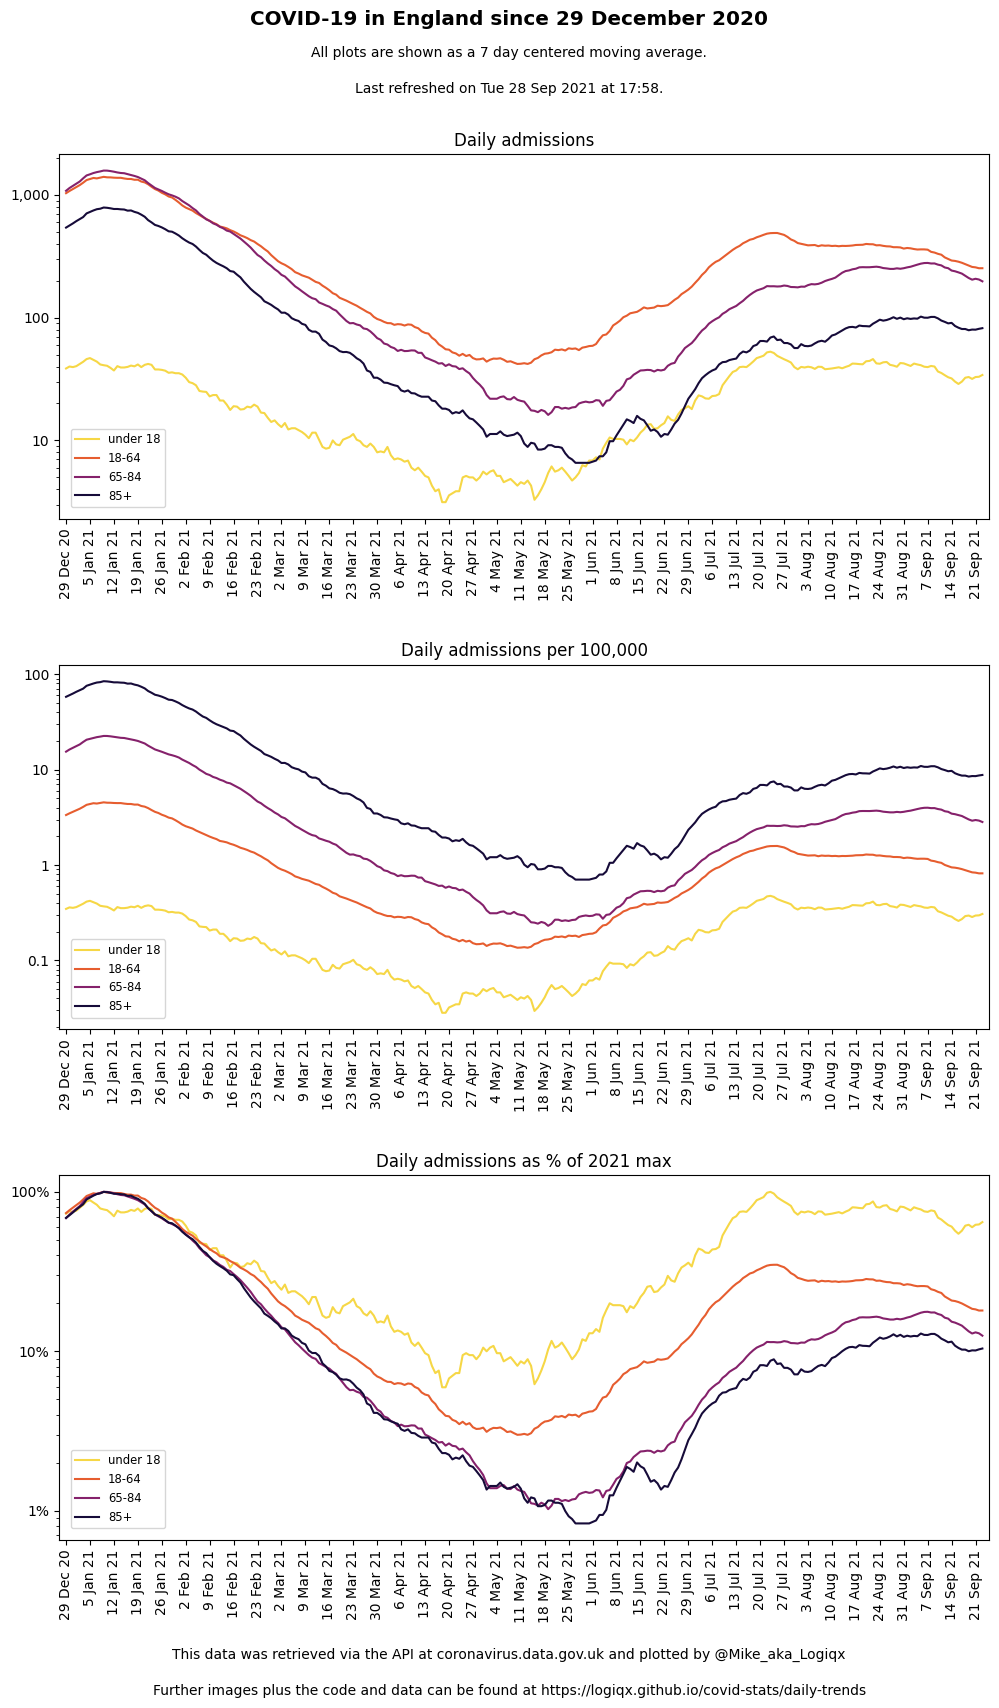 COVID-19 in England since 29 December 2020
All plots are shown as a 7 day centered moving average.
Last refreshed on Tue 28 Sep 2021 at 17:58.
Daily admissions
1,000
100
10
under 18
18-64
65-84
85+
29 Dec 20
5 Jan 21
12 Jan 21
19 Jan 21
26 Jan 21
2 Feb 21
9 Feb 21
16 Feb 21
23 Feb 21
2 Mar 21
9 Mar 21
16 Mar 21
23 Mar 21
30 Mar 21
6 Apr 21
13 Apr 21
20 Apr 21
27 Apr 21
4 May 21
11 May 21
18 May 21
25 May 21
1 Jun 21
8 Jun 21
15 Jun 21
22 Jun 21
29 Jun 21
6 Jul 21
13 Jul 21
20 Jul 21
27 Jul 21
3 Aug 21
10 Aug 21
17 Aug 21
24 Aug 21
31 Aug 21
7 Sep 21
14 Sep 21
21 Sep 21
Daily admissions per 100,000
100
10
1
0.1
under 18
18-64
65-84
85+
29 Dec 20
5 Jan 21
12 Jan 21
19 Jan 21
26 Jan 21
2 Feb 21
9 Feb 21
16 Feb 21
23 Feb 21
2 Mar 21
9 Mar 21
16 Mar 21
23 Mar 21
30 Mar 21
6 Apr 21
13 Apr 21
20 Apr 21
27 Apr 21
4 May 21
11 May 21
18 May 21
25 May 21
1 Jun 21
8 Jun 21
15 Jun 21
22 Jun 21
29 Jun 21
6 Jul 21
13 Jul 21
20 Jul 21
27 Jul 21
3 Aug 21
10 Aug 21
17 Aug 21
24 Aug 21
31 Aug 21
7 Sep 21
14 Sep 21
21 Sep 21
Daily admissions as % of 2021 max
100%
10%
1%
under 18
18-64
65-84
85+
29 Dec 20
5 Jan 21
12 Jan 21
19 Jan 21
26 Jan 21
2 Feb 21
9 Feb 21
16 Feb 21
23 Feb 21
2 Mar 21
9 Mar 21
16 Mar 21
23 Mar 21
30 Mar 21
6 Apr 21
13 Apr 21
20 Apr 21
27 Apr 21
4 May 21
11 May 21
18 May 21
25 May 21
1 Jun 21
8 Jun 21
15 Jun 21
22 Jun 21
29 Jun 21
6 Jul 21
13 Jul 21
20 Jul 21
27 Jul 21
3 Aug 21
10 Aug 21
17 Aug 21
24 Aug 21
31 Aug 21
7 Sep 21
14 Sep 21
21 Sep 21
This data was retrieved via the API at coronavirus.data.gov.uk and plotted by @Mike_aka_Logiqx
Further images plus the code and data can be found at https://logiqx.github.io/covid-stats/daily-trends